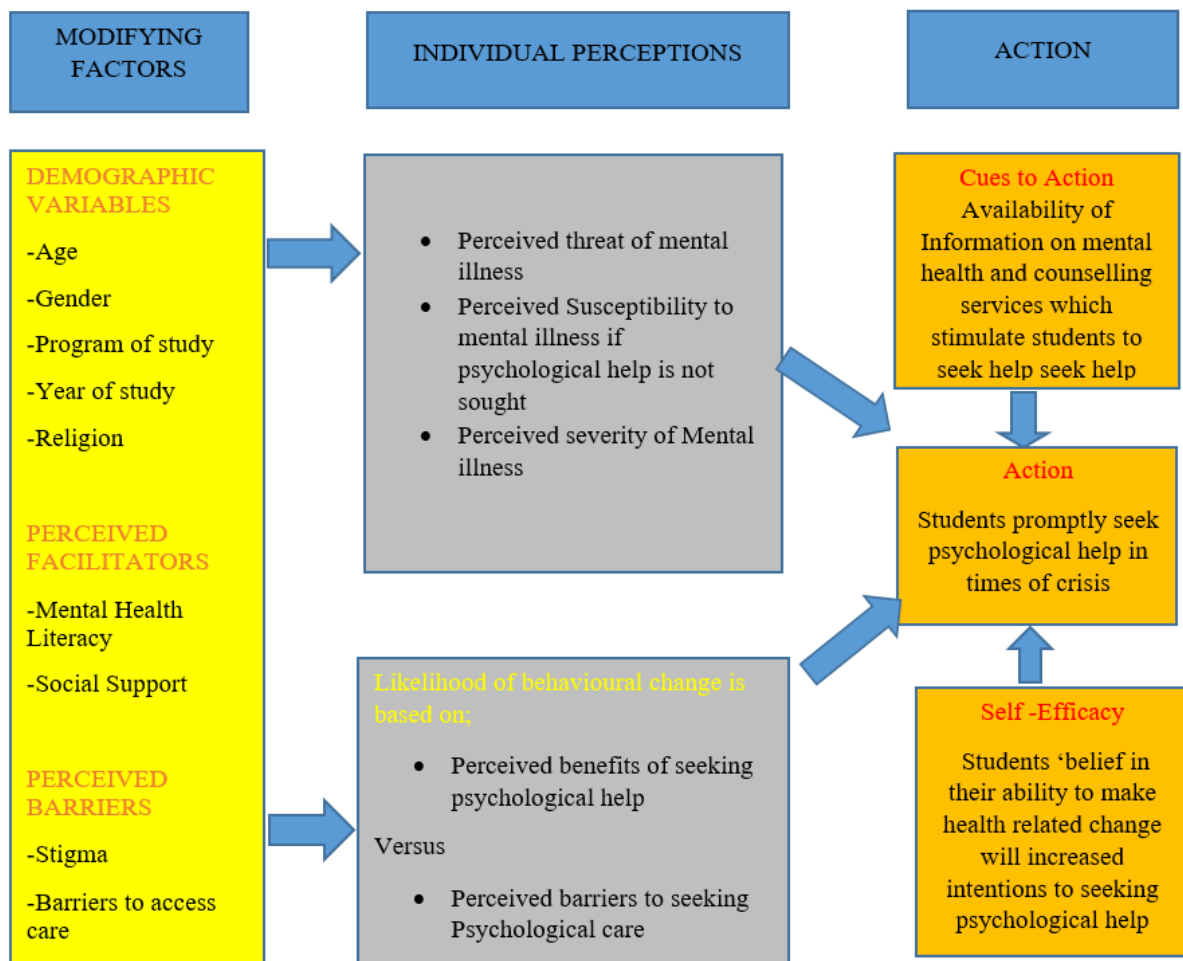 MODIFYING
FACTORS
INDIVIDUAL PERCEPTIONS
ACTION
DEMOGRAPHIC
VARIABLES
-Age
-Gender
-Program of study
-Year of study
-Religion
PERCEIVED
FACILITATORS
-Mental Health
Literacy
-Social Support
PERCEIVED
BARRIERS
-Stigma
-Barriers to access
care
• Perceived threat of mental
illness
• Perceived Susceptibility to
mental illness if
psychological help is not
sought
• Perceived severity of Mental
illness
Likelihood of behavioural change is
based on;
• Perceived benefits of seeking
psychological help
Versus
• Perceived barriers to seeking
Psychological care
Cues to Action
Availability of
Information on mental
health and counselling
services which
stimulate students to
seek help seek help
Action
Students promptly seek
psychological help in
times of crisis
Self -Efficacy
Students ‘belief in
their ability to make
health related change
will increased
intentions to seeking
psychological help